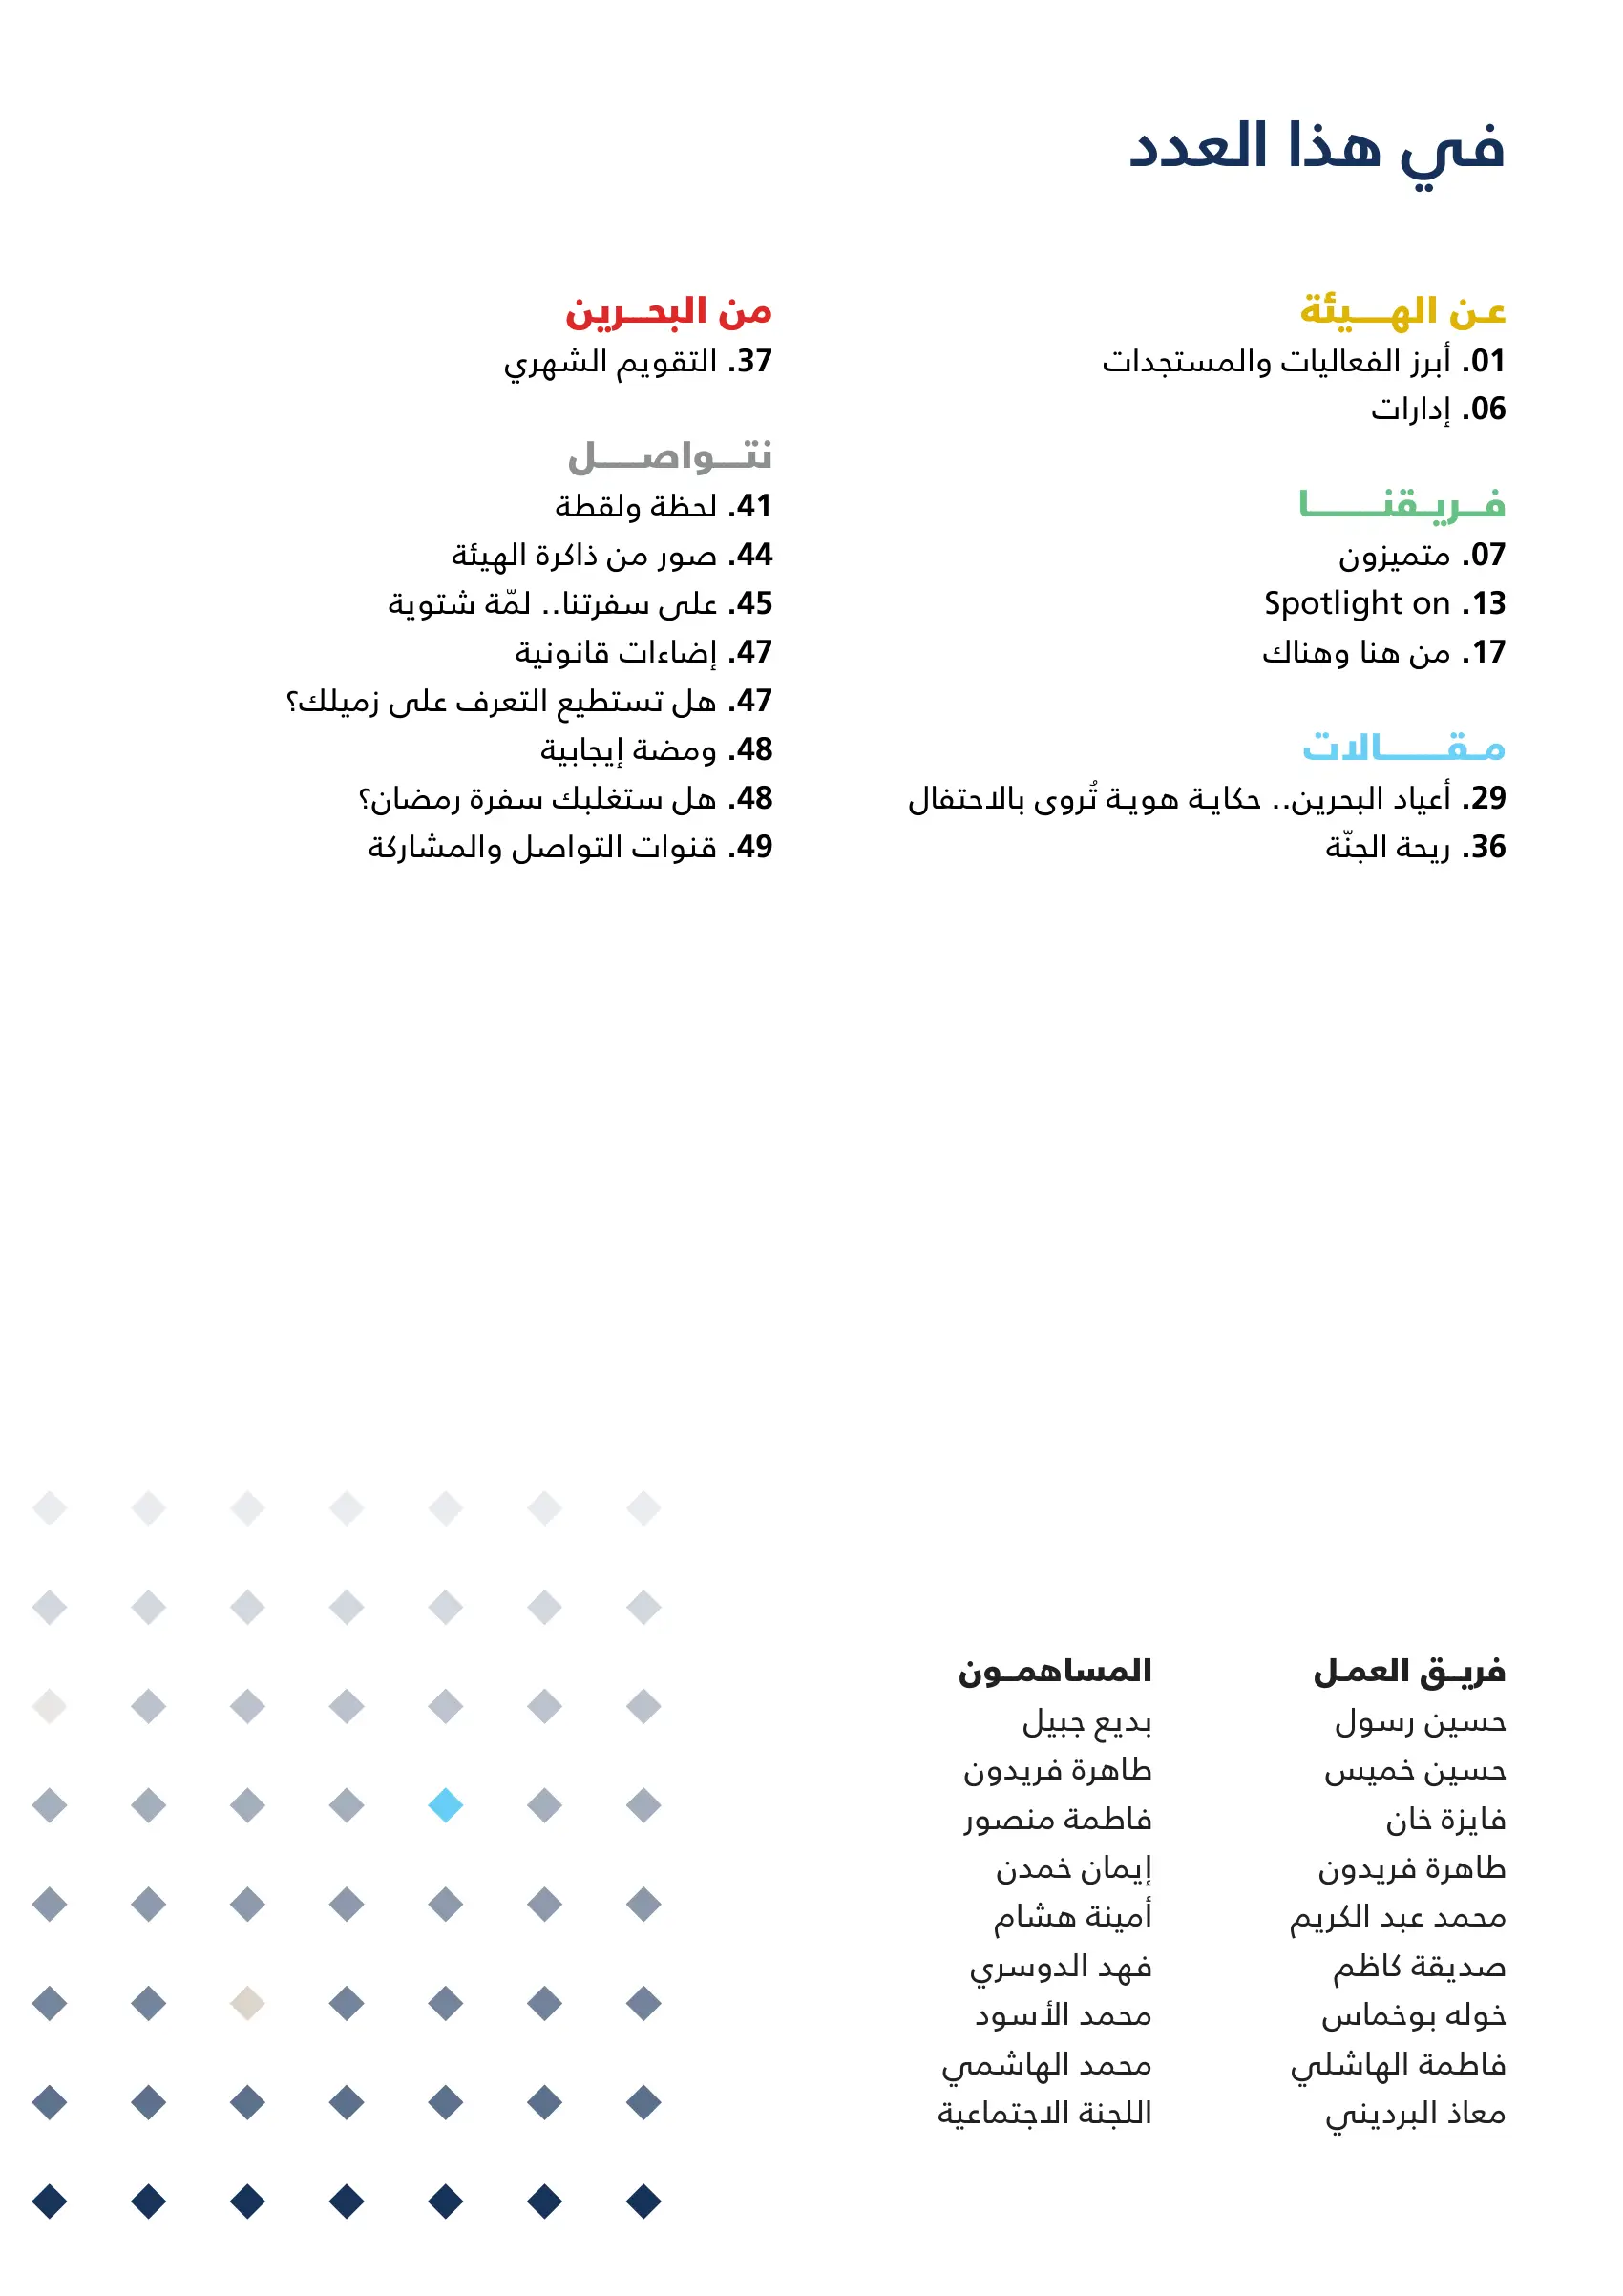 في هذا العدد
عن الهيئة
01. أبرز الفعاليات والمستجدات
06. إدارات
فريقنا
07. متميزون
13. Spotlight on
17. من هنا وهناك
مقالات
29. أعياد البحرين.. حكاية هوية تُروى بالاحتفال
36. ريحة الجنّة
من البحرين
37. التقويم الشهري
نتواصل
41. لحظة ولقطة
44. صور من ذاكرة الهيئة
45. على سفرتنا.. لمّة شتوية
47. إضاءات قانونية
47. هل تستطيع التعرف على زميلك؟
48. ومضة إيجابية
48. هل ستغلبك سفرة رمضان؟
49. قنوات التواصل والمشاركة
فريق العمل
حسين رسول
حسين خميس
فايزة خان
طاهرة فريدون
محمد عبد الكريم
صديقة كاظم
خوله بوخماس
فاطمة الهاشلي
معاذ البرديني
المساهمون
بديع جبيل
طاهرة فريدون
فاطمة منصور
إيمان خمدن
أمينة هشام
فهد الدوسري
محمد الأسود
محمد الهاشمي
اللجنة الاجتماعية